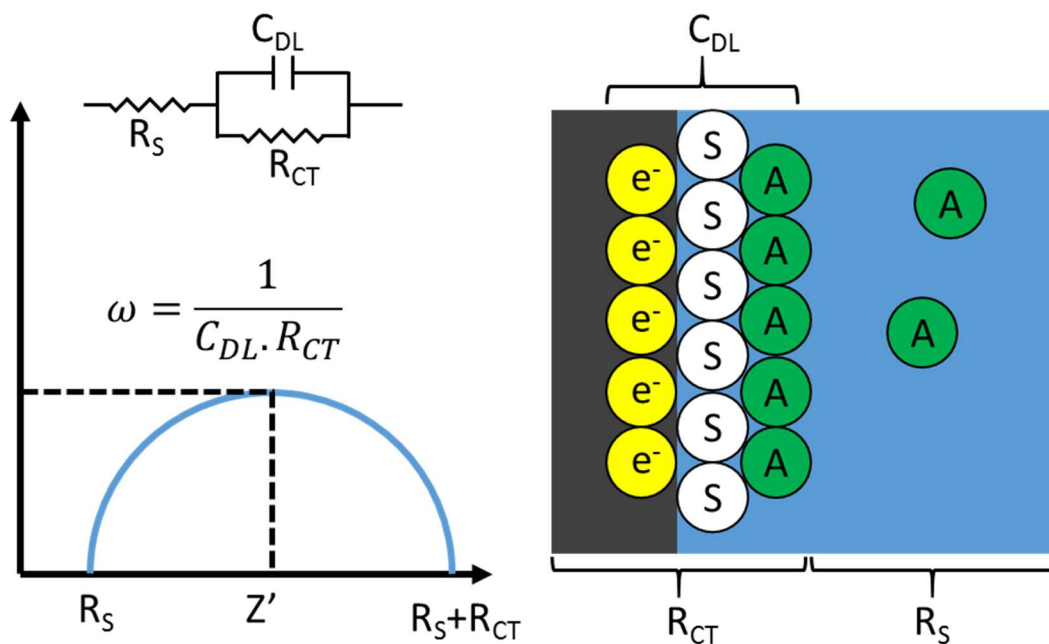 C_DL
R_S
R_CT
ω = 1 / C_DL . R_CT
R_S
Z'
R_S+R_CT
C_DL
S
e⁻ A
S
A
e⁻ A
S
e⁻ A
S
A
e⁻ A
S
e⁻ A
S
R_CT
R_S